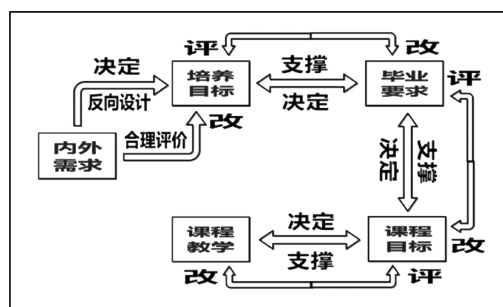 评
改
决定
培养
目标
支撑
决定
毕业
要求
评
反向设计
改
内外
需求
合理评价
支撑
决定
课程
教学
决定
支撑
课程
目标
改
改
评